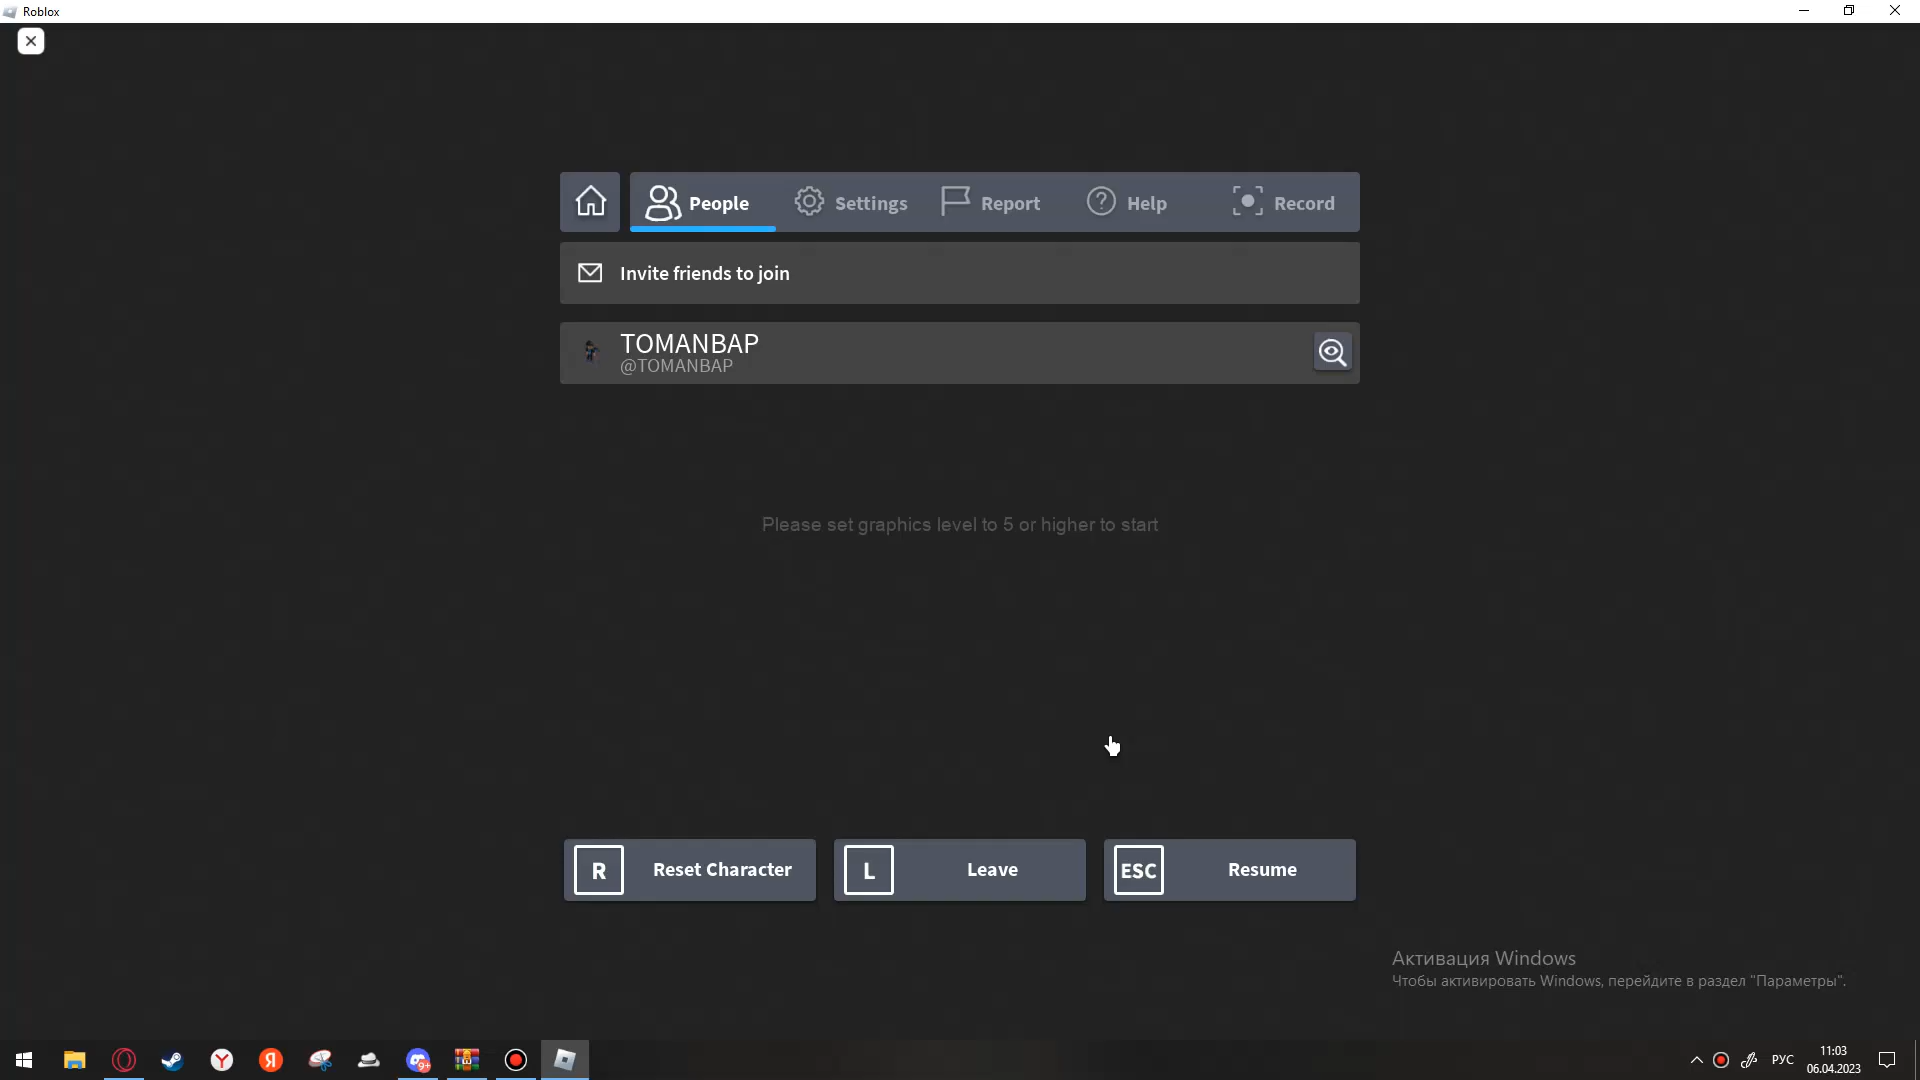 Roblox
People
Settings
Report
Help
Record
Invite friends to join
TOMANBAP
@TOMANBAP
Please set graphics level to 5 or higher to start
R
Reset Character
L
Leave
ESC
Resume
Активация Windows
Чтобы активировать Windows, перейдите в раздел "Параметры".
Y
Я
9+
РУС
11:03
06.04.2023